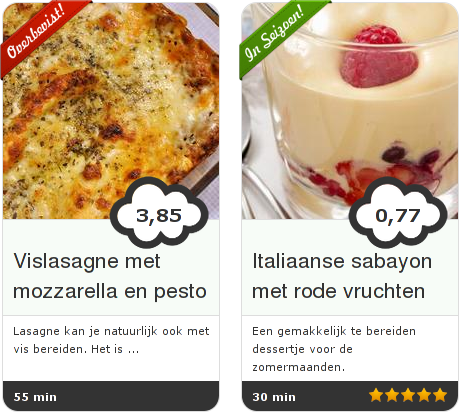 Overbevist!
3,85
Vislasagne met
mozzarella en pesto
Lasagne kan je natuurlijk ook met
vis bereiden. Het is ...
55 min
In Seizoen!
0,77
Italiaanse sabayon
met rode vruchten
Een gemakkelijk te bereiden
dessertje voor de
zomermaanden.
30 min